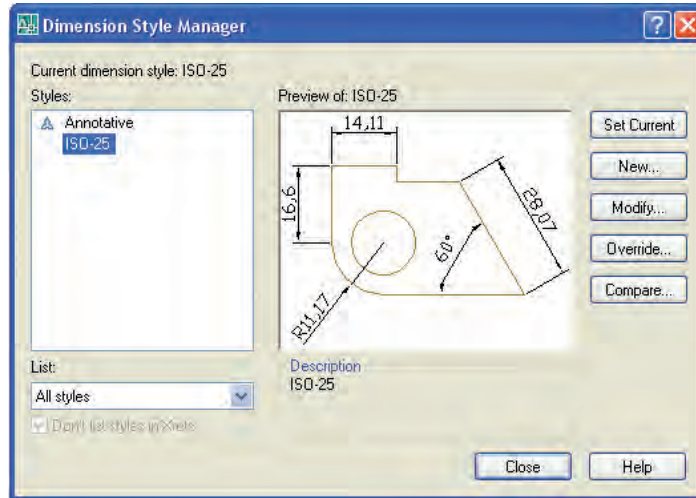 Dimension Style Manager
Current dimension style: ISO-25
Styles:
Annotative
ISO-25
Preview of: ISO-25
14,11
16,6
28,07
60°
R11,17
Set Current
New...
Modify...
Override...
Compare...
List:
All styles
Don't list styles in Xrefs
Description
ISO-25
Close
Help